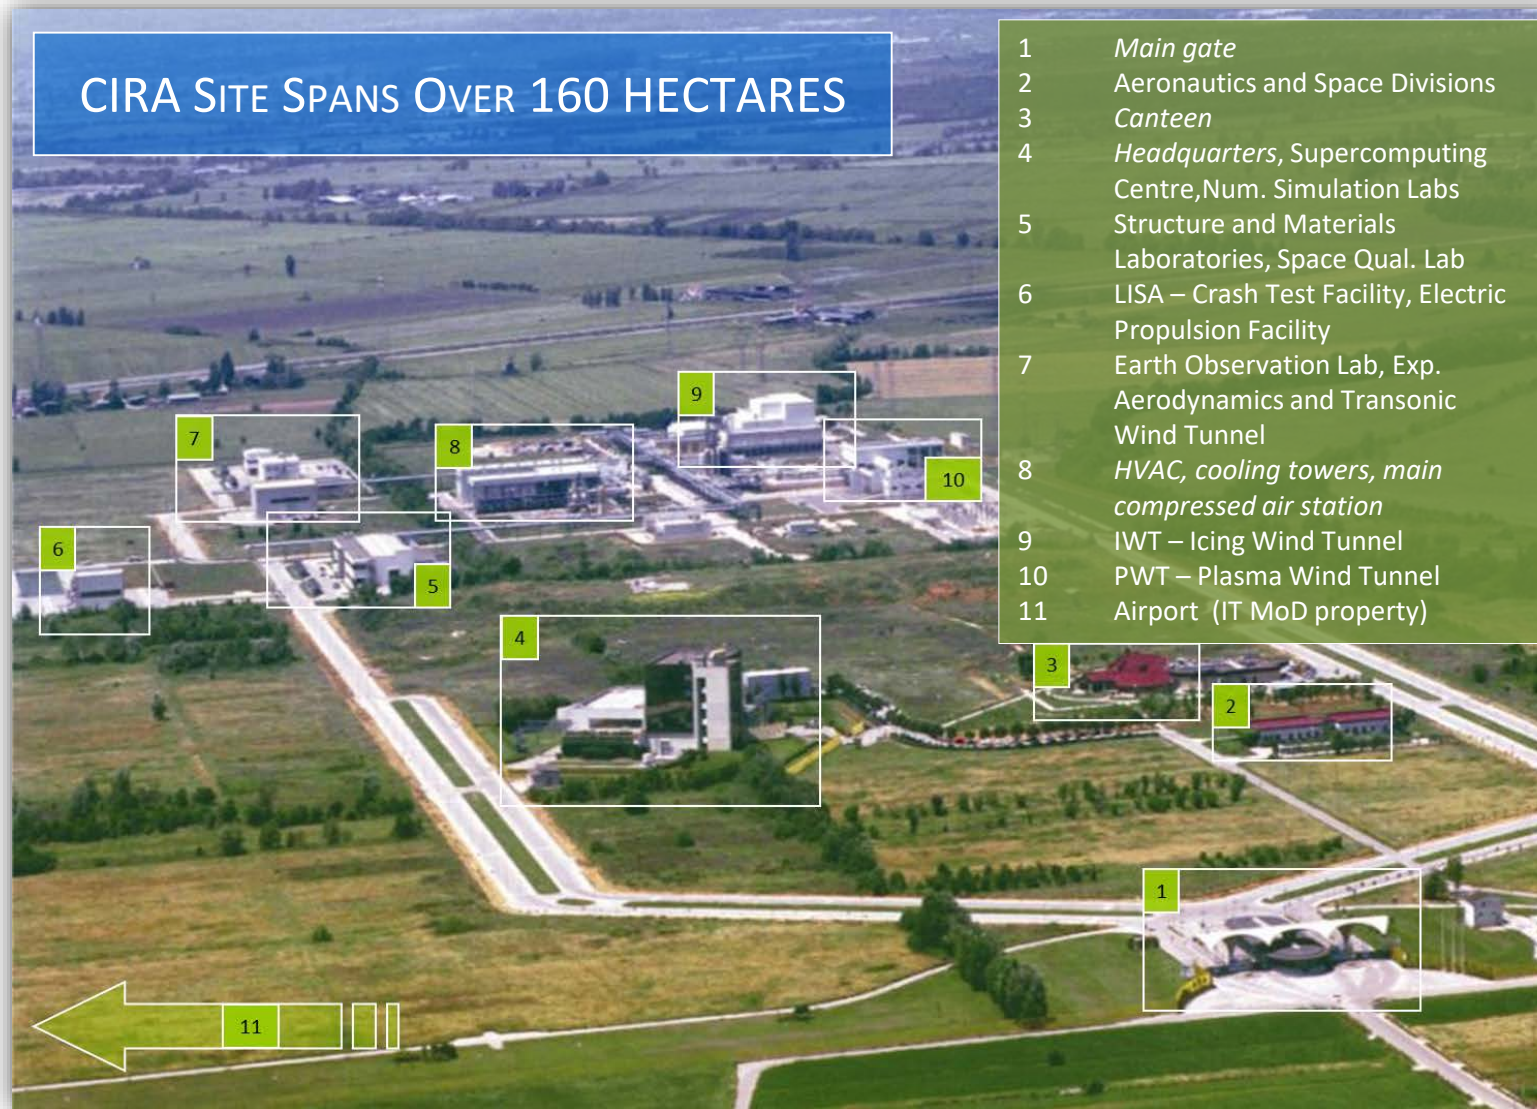 CIRA SITE SPANS OVER 160 HECTARES
1 Main gate
2 Aeronautics and Space Divisions
3 Canteen
4 Headquarters, Supercomputing
Centre,Num. Simulation Labs
5 Structure and Materials
Laboratories, Space Qual. Lab
6 LISA – Crash Test Facility, Electric
Propulsion Facility
7 Earth Observation Lab, Exp.
Aerodynamics and Transonic
Wind Tunnel
8 HVAC, cooling towers, main
compressed air station
9 IWT – Icing Wind Tunnel
10 PWT – Plasma Wind Tunnel
11 Airport (IT MoD property)
9
7
8
10
6
5
4
3
2
1
11